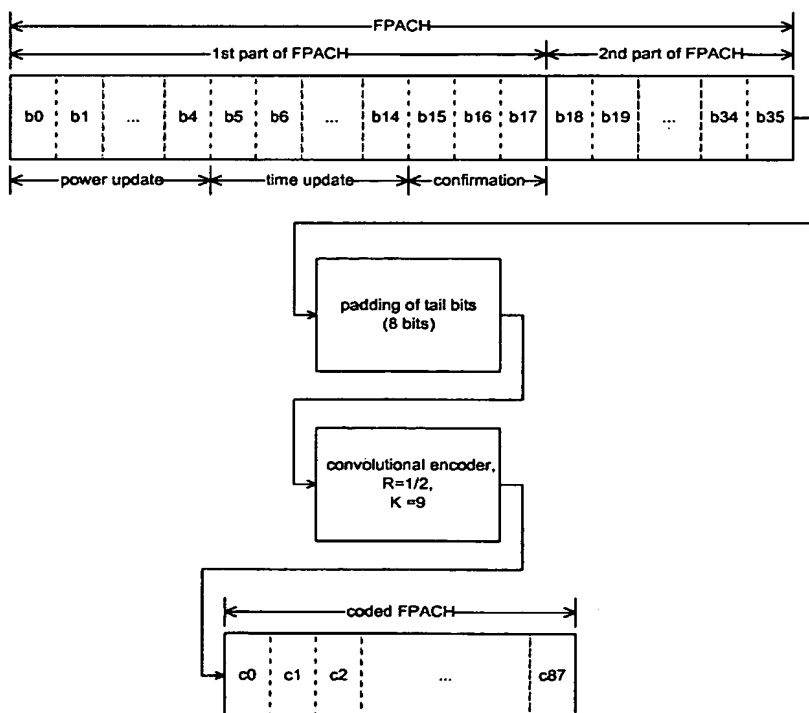 FPACH
1st part of FPACH 2nd part of FPACH
b0 b1 ... b4 b5 b6 ... b14 b15 b16 b17 b18 b19 ... b34 b35
power update time update confirmation
padding of tail bits
(8 bits)
convolutional encoder,
R=1/2,
K =9
coded FPACH
c0 c1 c2 ... c87